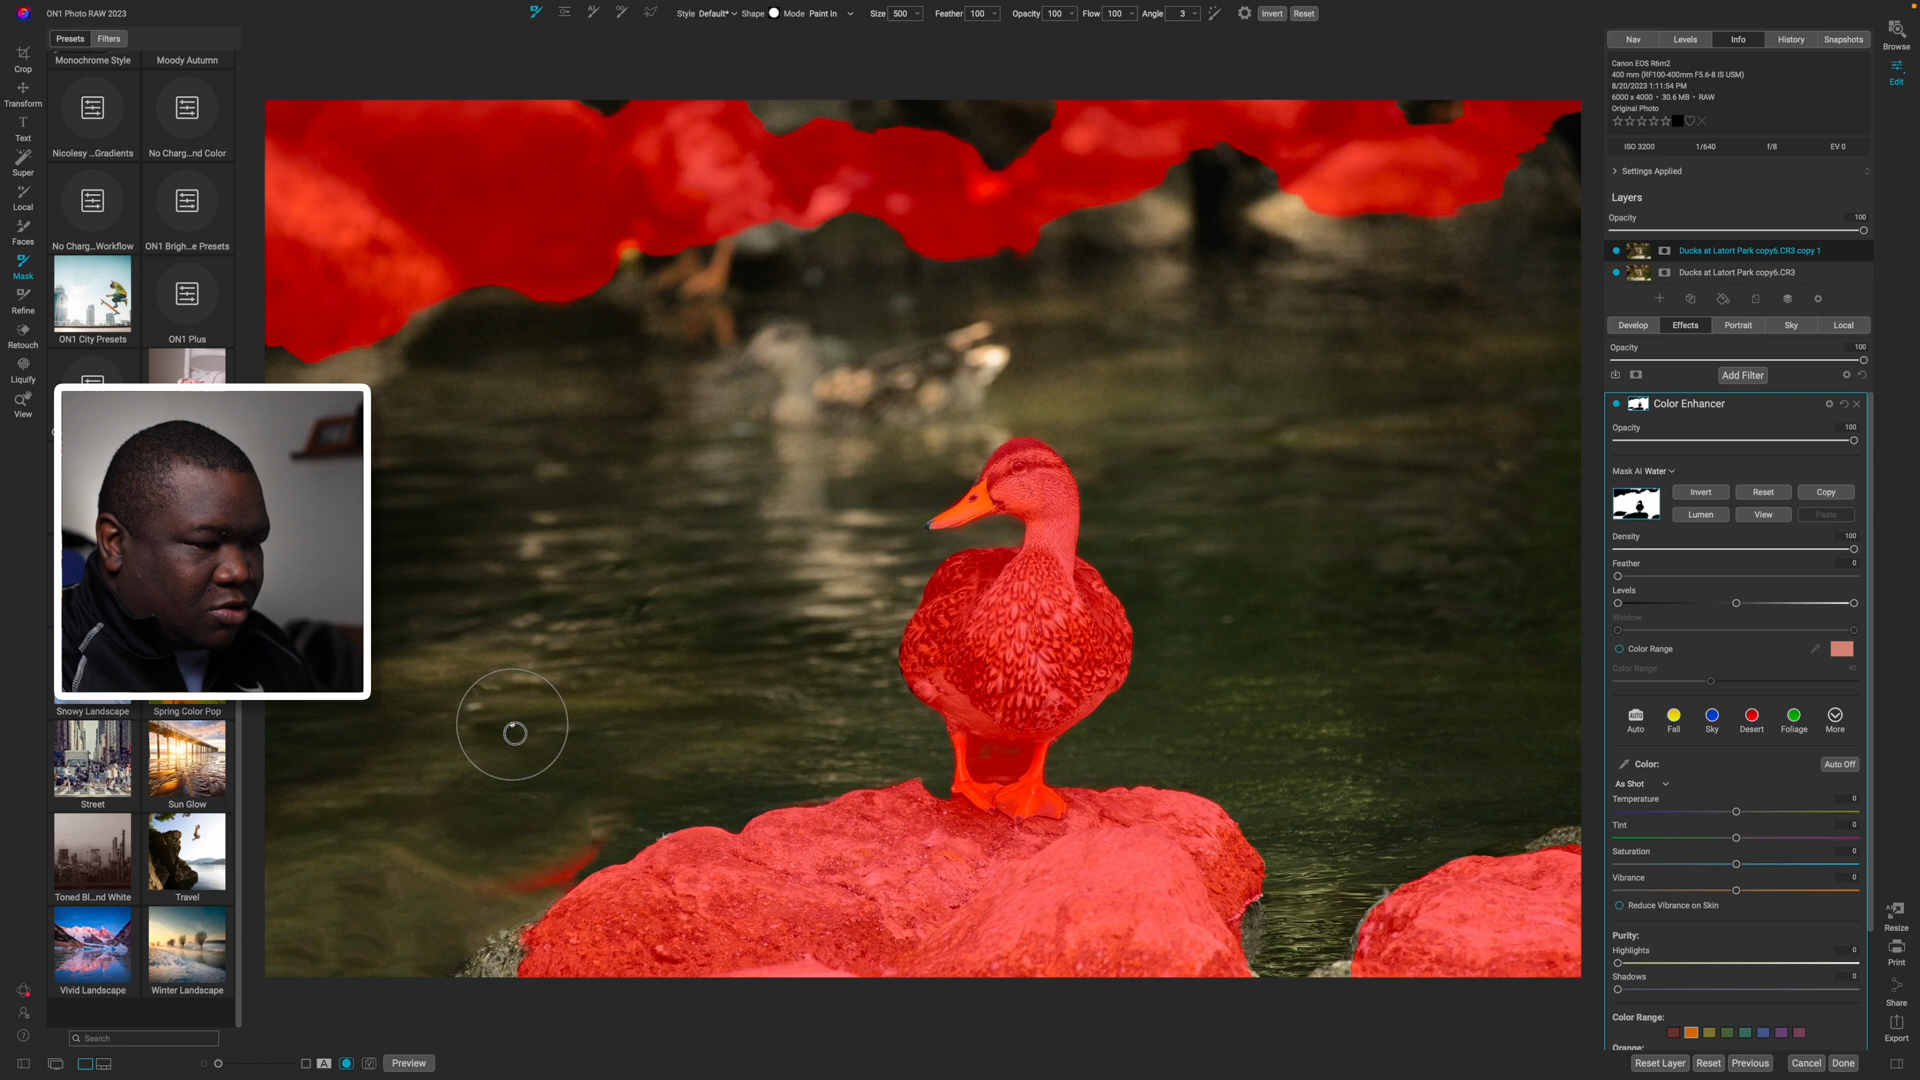 ON1 Photo RAW 2023
Style Default* Shape Mode Paint In Size 500 Feather 100 Opacity 100 Flow 100 Angle 3 Invert Reset
Presets Filters
Crop
Transform
Text
Super
Local
Faces
Mask
Refine
Retouch
Liquify
View
Monochrome Style Moody Autumn
Nicolesy ...Gradients No Charg...nd Color
No Charg...Workflow ON1 Brigh...e Presets
ON1 City Presets ON1 Plus
Snowy Landscape Spring Color Pop
Street Sun Glow
Toned Bl...nd White Travel
Vivid Landscape Winter Landscape
Search
A
Preview
Nav Levels Info History Snapshots
Canon EOS R6m2
400 mm (RF100-400mm F5.6-8 IS USM)
8/20/2023 1:11:54 PM
6000 x 4000 • 30.6 MB • RAW
Original Photo
ISO 3200 1/640 f/8 EV 0
Settings Applied
Layers
Opacity 100
Ducks at Latort Park copy6.CR3 copy 1
Ducks at Latort Park copy6.CR3
Develop Effects Portrait Sky Local
Opacity 100
Add Filter
Color Enhancer
Opacity 100
Mask AI Water
Invert Reset Copy
Lumen View Paste
Density 100
Feather 0
Levels
Window
Color Range
Color Range 40
AUTO
Auto Fall Sky Desert Foliage More
Color: Auto Off
As Shot
Temperature 0
Tint 0
Saturation 0
Vibrance 0
Reduce Vibrance on Skin
Purity:
Highlights 0
Shadows 0
Color Range:
Orange:
Reset Layer Reset Previous Cancel Done
Browse
Edit
AI
Resize
Print
Share
Export